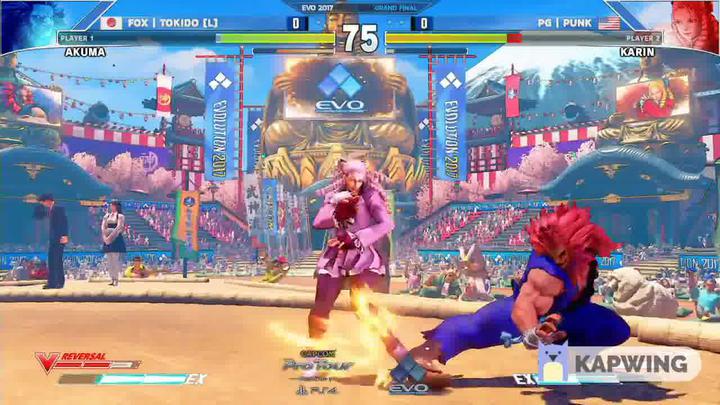 EVO 2017 GRAND FINAL
FOX | TOKIDO [L] 0 0 PG | PUNK
75
PLAYER 1 PLAYER 2
AKUMA KARIN
EVO
EVOLUTION 2017
EVOLUTION 2017
REVERSAL
EX
CAPCOM
Pro Tour
PS4
EVO
EX
KAPWING